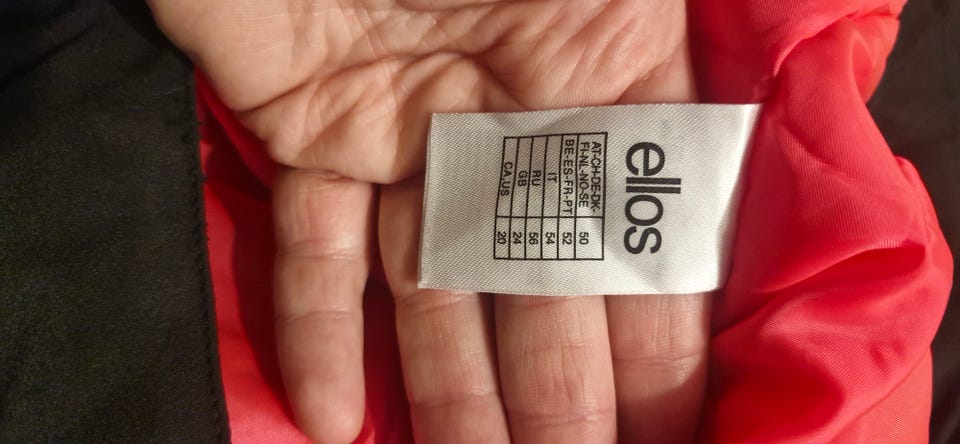 ellos
AT-CH-DE-DK-
FI-NL-NO-SE 50
BE-ES-FR-PT 52
IT 54
RU 56
GB 24
CA,US 20